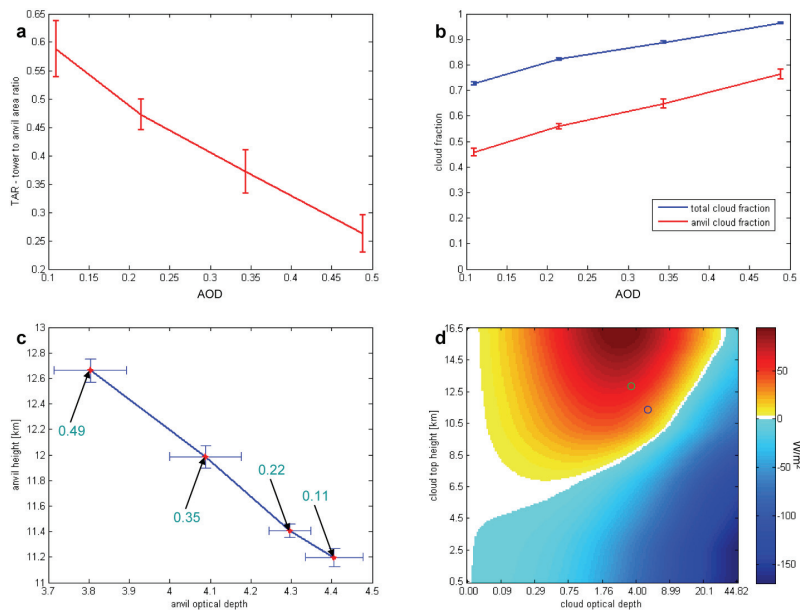 a
0.65
0.6
0.55
0.5
0.45
0.4
0.35
0.3
0.25
0.2
TAR - tower to anvil area ratio
0.1 0.15 0.2 0.25 0.3 0.35 0.4 0.45 0.5
AOD
b
1
0.9
0.8
0.7
0.6
0.5
0.4
0.3
0.2
0.1
0
cloud fraction
total cloud fraction
anvil cloud fraction
0.1 0.15 0.2 0.25 0.3 0.35 0.4 0.45 0.5
AOD
c
13
12.8
12.6
12.4
12.2
12
11.8
11.6
11.4
11.2
11
anvil height [km]
0.49
0.35
0.22
0.11
3.7 3.8 3.9 4 4.1 4.2 4.3 4.4 4.5
anvil optical depth
d
16.5
14.5
12.5
10.5
8.5
6.5
4.5
2.5
0.5
cloud top height [km]
0.00 0.09 0.29 0.75 1.76 4.00 8.99 20.1 44.82
cloud optical depth
50
0
-50
-100
-150